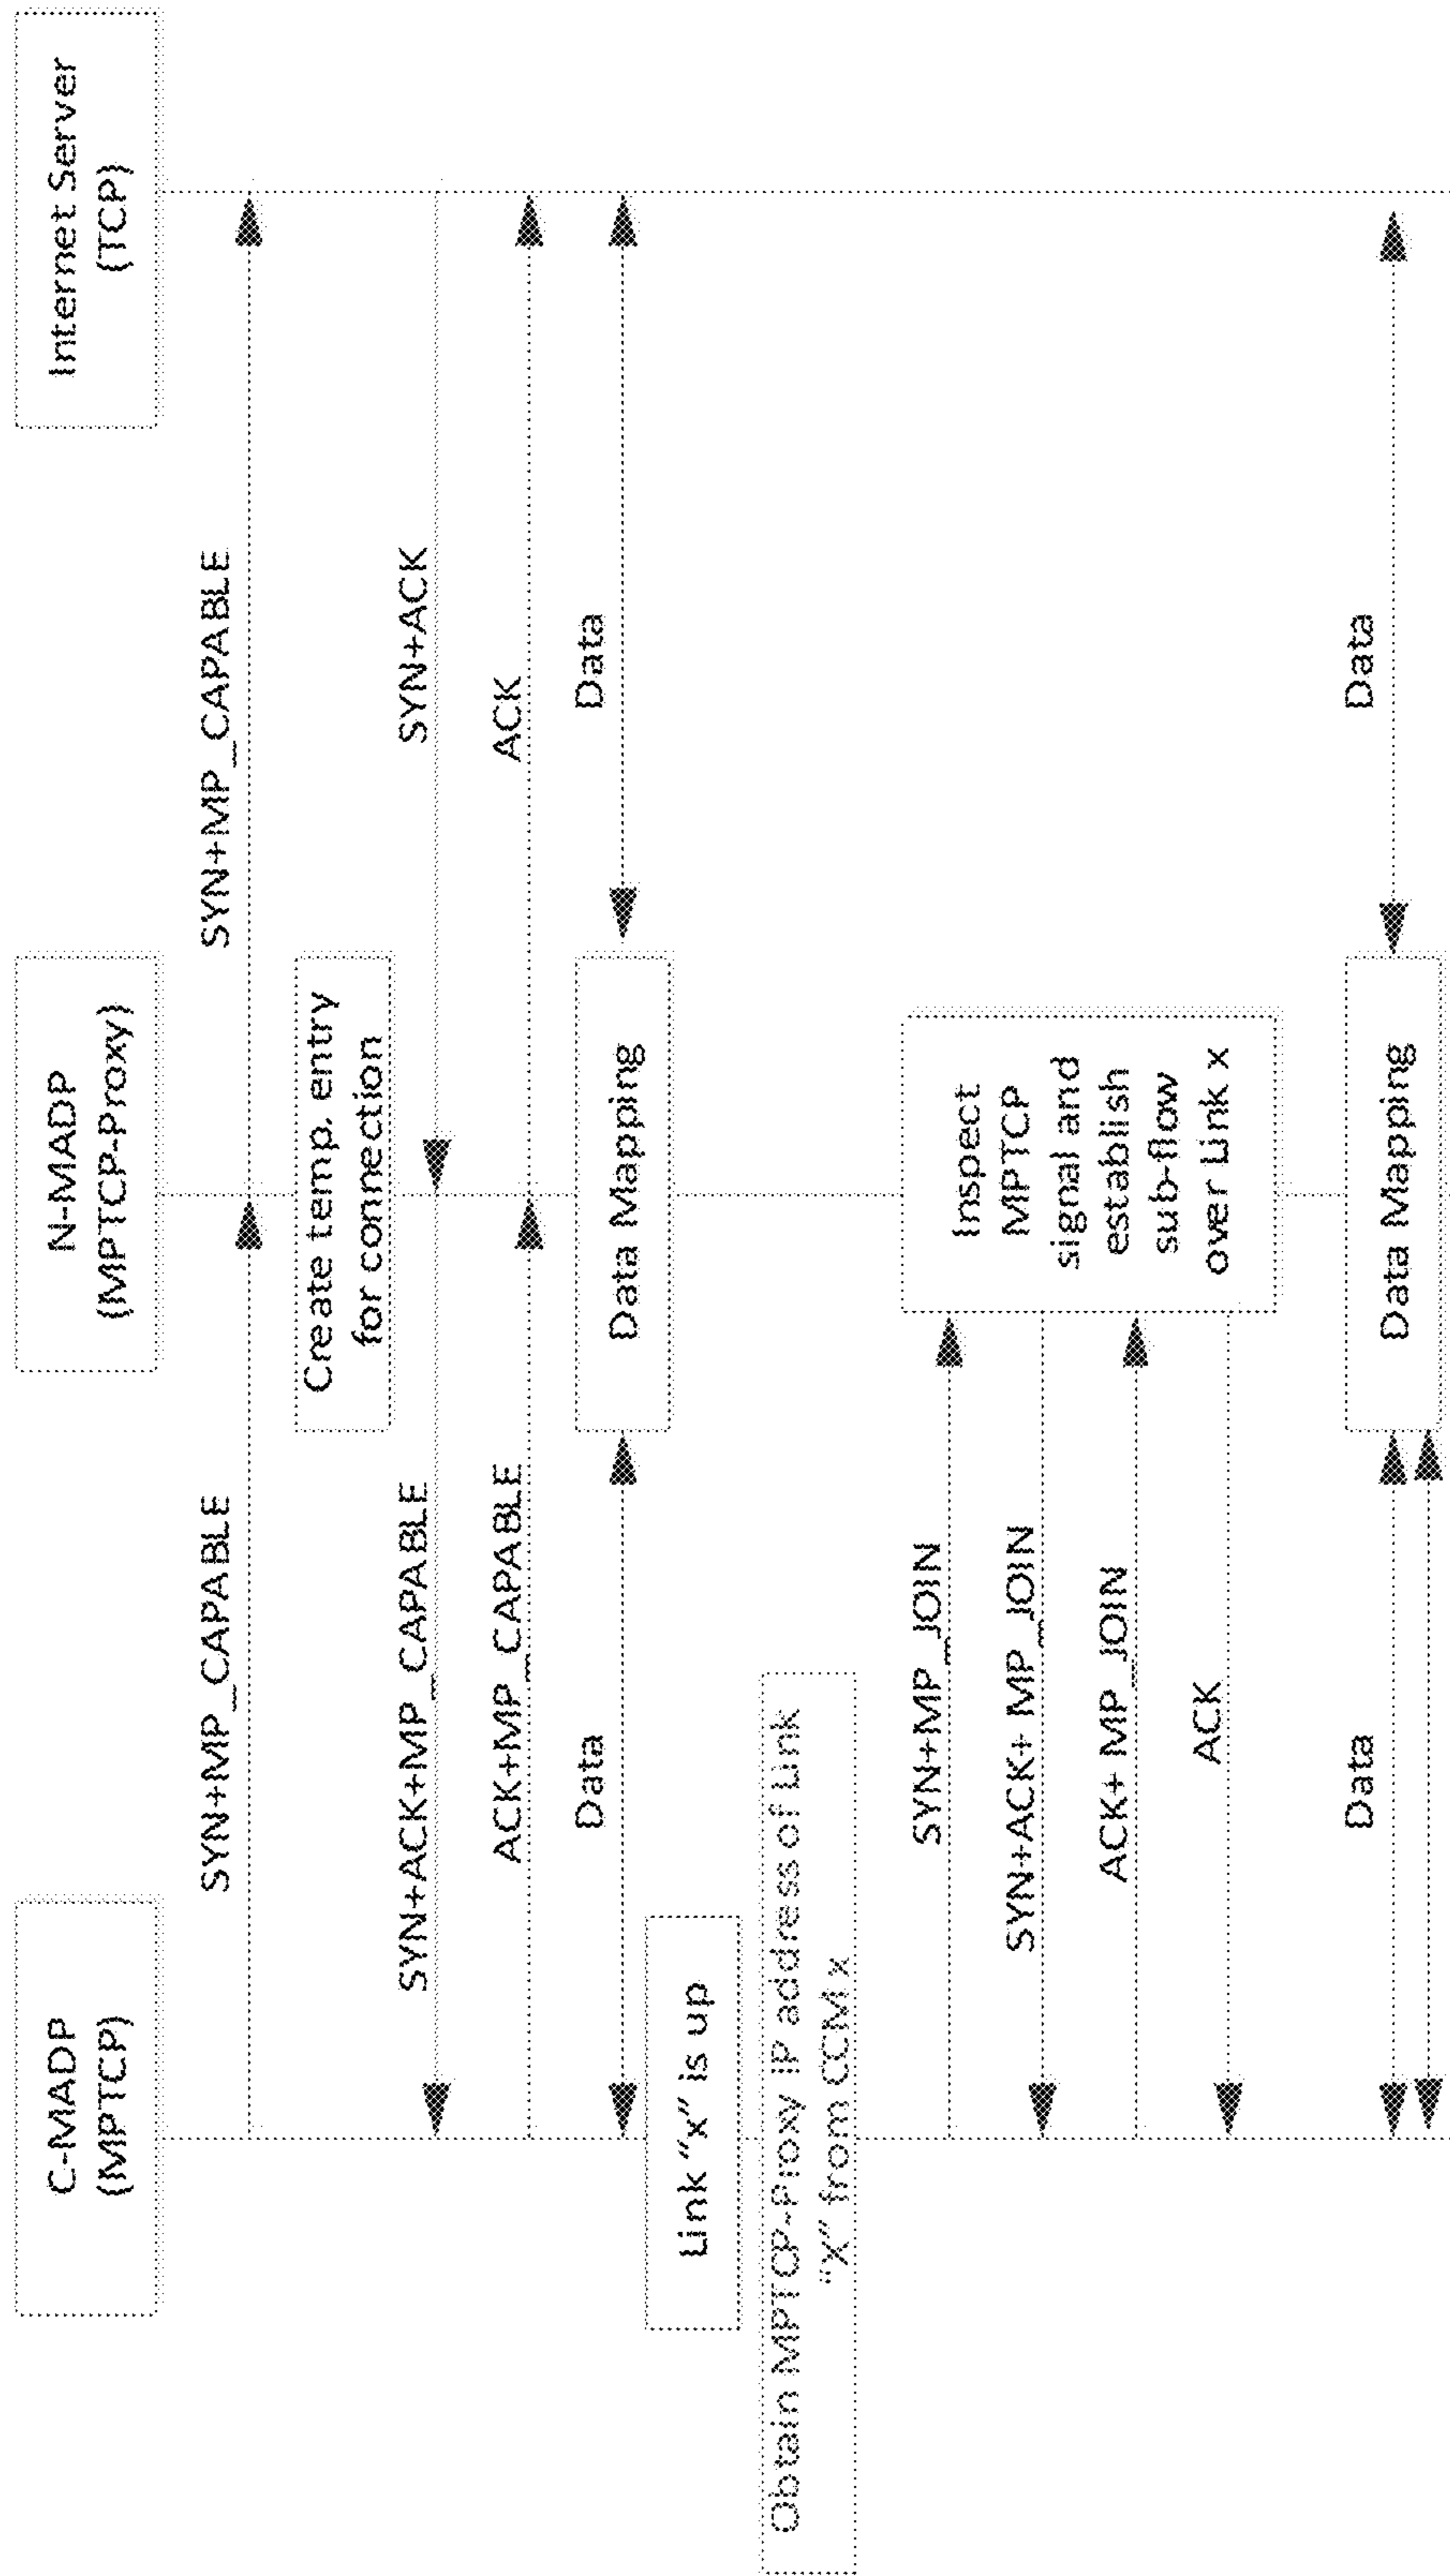 C-MADP
(MPTCP)
N-MADP
(MPTCP-Proxy)
Internet Server
(TCP)
SYN+MP_CAPABLE
SYN+MP_CAPABLE
Create temp. entry
for connection
SYN+ACK+MP_CAPABLE
SYN+ACK
ACK+MP_CAPABLE
ACK
Data
Data Mapping
Data
Link "x" is up
Obtain MPTCP-Proxy IP address of Link
"X" from CCM x
SYN+MP_JOIN
SYN+ACK+ MP_JOIN
ACK+ MP_JOIN
ACK
Inspect
MPTCP
signal and
establish
sub-flow
over Link x
Data
Data Mapping
Data